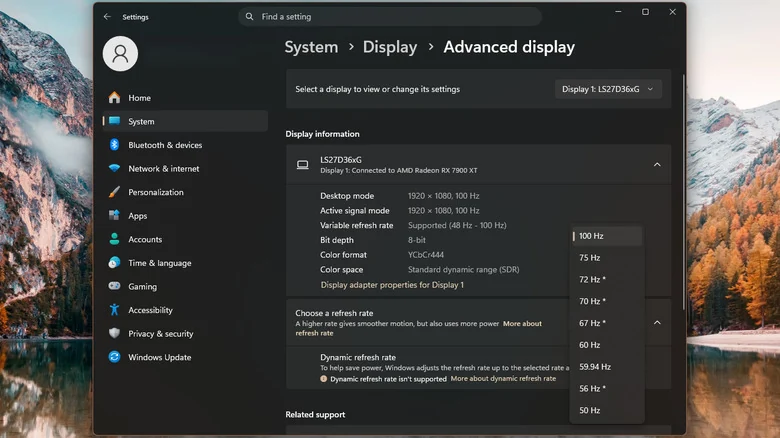 Settings
Find a setting
System > Display > Advanced display
Home
System
Bluetooth & devices
Network & internet
Personalization
Apps
Accounts
Time & language
Gaming
Accessibility
Privacy & security
Windows Update
Select a display to view or change its settings
Display 1: LS27D36xG
Display information
LS27D36xG
Display 1: Connected to AMD Radeon RX 7900 XT
Desktop mode 1920 × 1080, 100 Hz
Active signal mode 1920 × 1080, 100 Hz
Variable refresh rate Supported (48 Hz - 100 Hz)
Bit depth 8-bit
Color format YCbCr444
Color space Standard dynamic range (SDR)
Display adapter properties for Display 1
Choose a refresh rate
A higher rate gives smoother motion, but also uses more power More about
refresh rate
Dynamic refresh rate
To help save power, Windows adjusts the refresh rate up to the selected rate a
Dynamic refresh rate isn't supported More about dynamic refresh rate
Related support
100 Hz
75 Hz
72 Hz *
70 Hz *
67 Hz *
60 Hz
59.94 Hz
56 Hz *
50 Hz